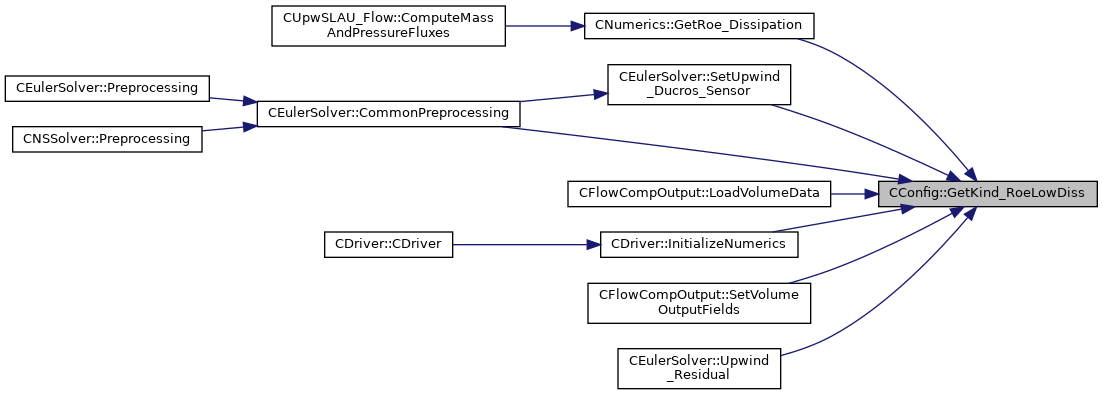 CUpwSLAU_Flow::ComputeMass
AndPressureFluxes
CNumerics::GetRoe_Dissipation
CEulerSolver::SetUpwind
_Ducros_Sensor
CEulerSolver::Preprocessing
CEulerSolver::CommonPreprocessing
CNSSolver::Preprocessing
CFlowCompOutput::LoadVolumeData
CConfig::GetKind_RoeLowDiss
CDriver::CDriver
CDriver::InitializeNumerics
CFlowCompOutput::SetVolume
OutputFields
CEulerSolver::Upwind
_Residual